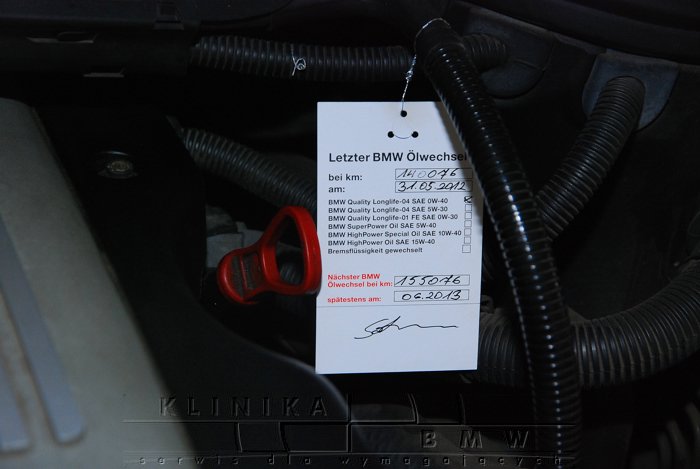 Letzter BMW Ölwechsel
bei km: 140076
am: 31.05.2012
BMW Quality Longlife-04 SAE 0W-40
BMW Quality Longlife-04 SAE 5W-30
BMW Quality Longlife-01 FE SAE 0W-30
BMW SuperPower Oil SAE 5W-40
BMW HighPower Special Oil SAE 10W-40
BMW HighPower Oil SAE 15W-40
Bremsflüssigkeit gewechselt
Nächster BMW
Ölwechsel bei km: 155076
spätestens am: 06.2013
KLINIKA
BMW
serwis dla wymagających